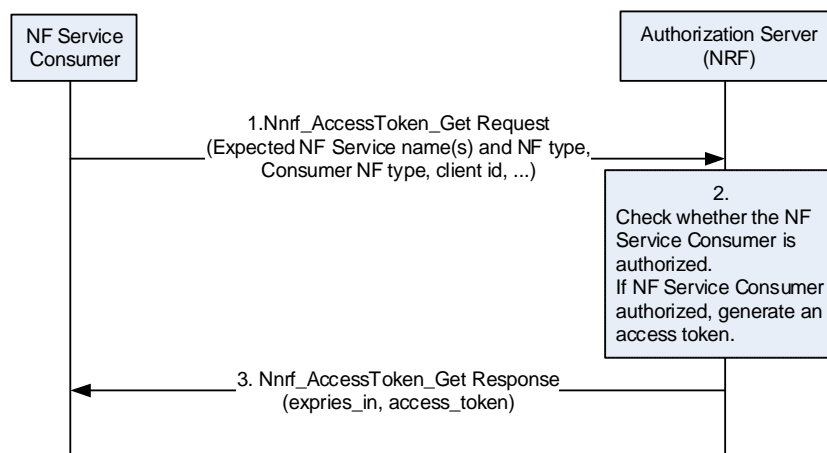 NF Service
Consumer
Authorization Server
(NRF)
1.Nnrf_AccessToken_Get Request
(Expected NF Service name(s) and NF type,
Consumer NF type, client id, ...)
2.
Check whether the NF
Service Consumer is
authorized.
If NF Service Consumer
authorized, generate an
access token.
3. Nnrf_AccessToken_Get Response
(expries_in, access_token)